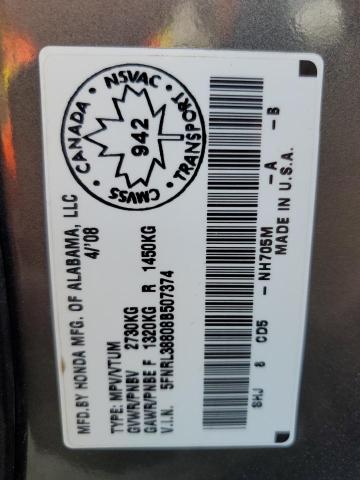 MFD.BY HONDA MFG. OF ALABAMA, LLC
4/'08
TYPE: MPV/VTUM
GVWR/PNBV 2730KG
GAWR/PNBE F 1320KG R 1450KG
V.I.N. 5FNRL38808B507374
CANADA NSVAC TRANSPORT CMVSS
942
SHJ 8 CD5 -NH705M -A -B
MADE IN U.S.A.